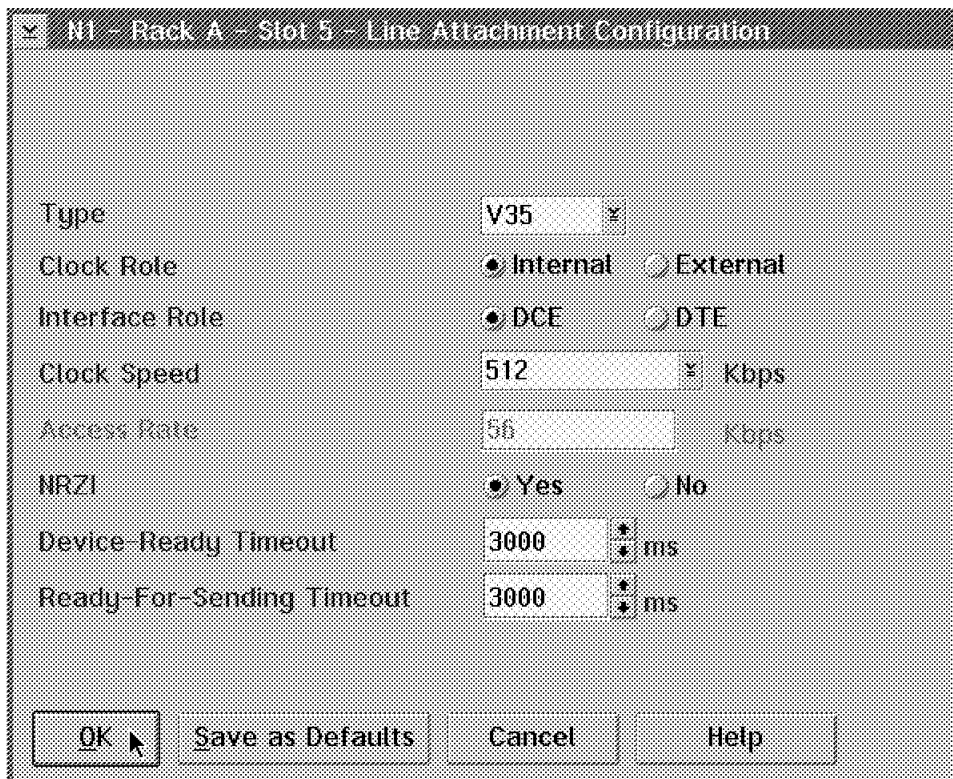 N1 - Rack A - Slot 5 - Line Attachment Configuration
Type V35
Clock Role Internal External
Interface Role DCE DTE
Clock Speed 512 Kbps
Access Rate 56 Kbps
NRZI Yes No
Device-Ready Timeout 3000 ms
Ready-For-Sending Timeout 3000 ms
OK Save as Defaults Cancel Help